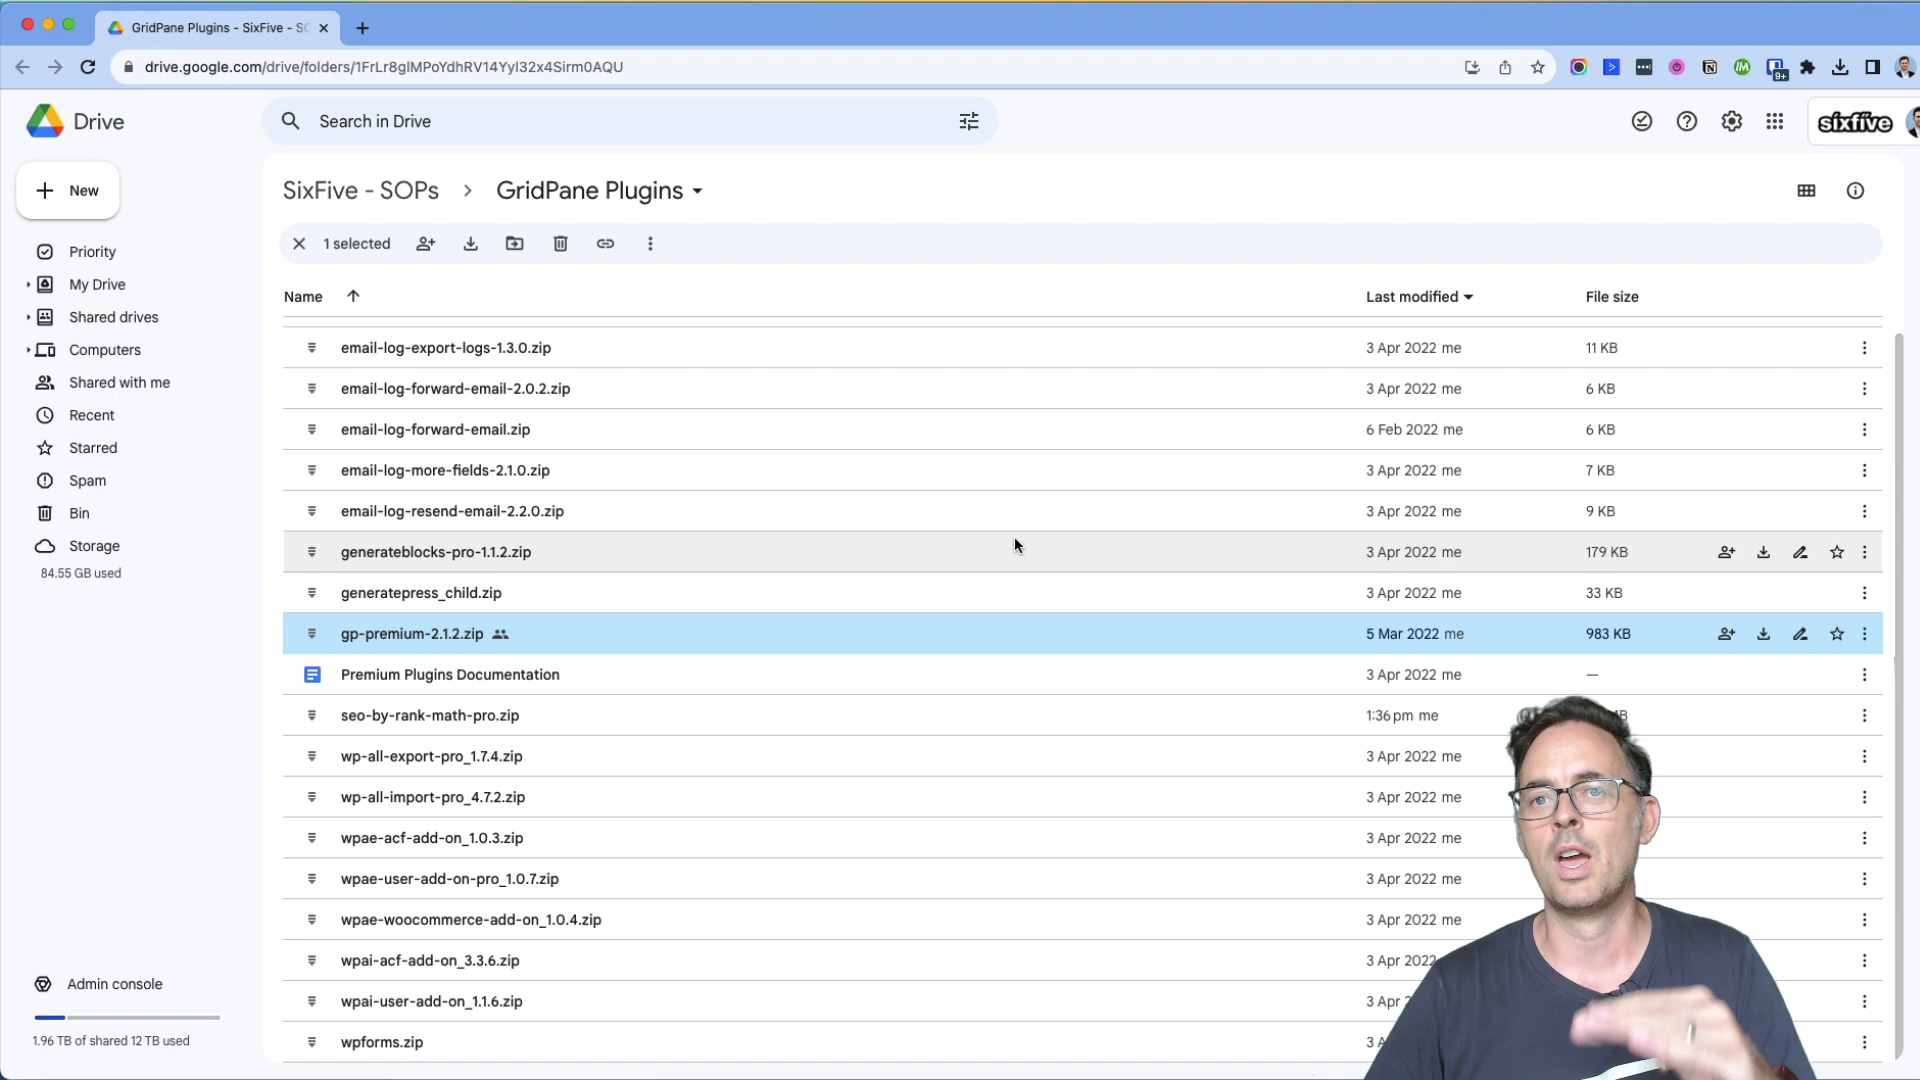 GridPane Plugins - SixFive - SC
drive.google.com/drive/folders/1FrLr8glMPoYdhRV14Yyl32x4Sirm0AQU
9+
Drive
Search in Drive
sixfive
New
SixFive - SOPs > GridPane Plugins
1 selected
Priority
My Drive
Shared drives
Computers
Shared with me
Recent
Starred
Spam
Bin
Storage
84.55 GB used
Admin console
1.96 TB of shared 12 TB used
Name Last modified File size
email-log-export-logs-1.3.0.zip 3 Apr 2022 me 11 KB
email-log-forward-email-2.0.2.zip 3 Apr 2022 me 6 KB
email-log-forward-email.zip 6 Feb 2022 me 6 KB
email-log-more-fields-2.1.0.zip 3 Apr 2022 me 7 KB
email-log-resend-email-2.2.0.zip 3 Apr 2022 me 9 KB
generateblocks-pro-1.1.2.zip 3 Apr 2022 me 179 KB
generatepress_child.zip 3 Apr 2022 me 33 KB
gp-premium-2.1.2.zip 5 Mar 2022 me 983 KB
Premium Plugins Documentation 3 Apr 2022 me —
seo-by-rank-math-pro.zip 1:36 pm me
wp-all-export-pro_1.7.4.zip 3 Apr 2022 me
wp-all-import-pro_4.7.2.zip 3 Apr 2022 me
wpae-acf-add-on_1.0.3.zip 3 Apr 2022 me
wpae-user-add-on-pro_1.0.7.zip 3 Apr 2022 me
wpae-woocommerce-add-on_1.0.4.zip 3 Apr 2022 me
wpai-acf-add-on_3.3.6.zip 3 Apr 2022
wpai-user-add-on_1.1.6.zip 3 Apr
wpforms.zip 3